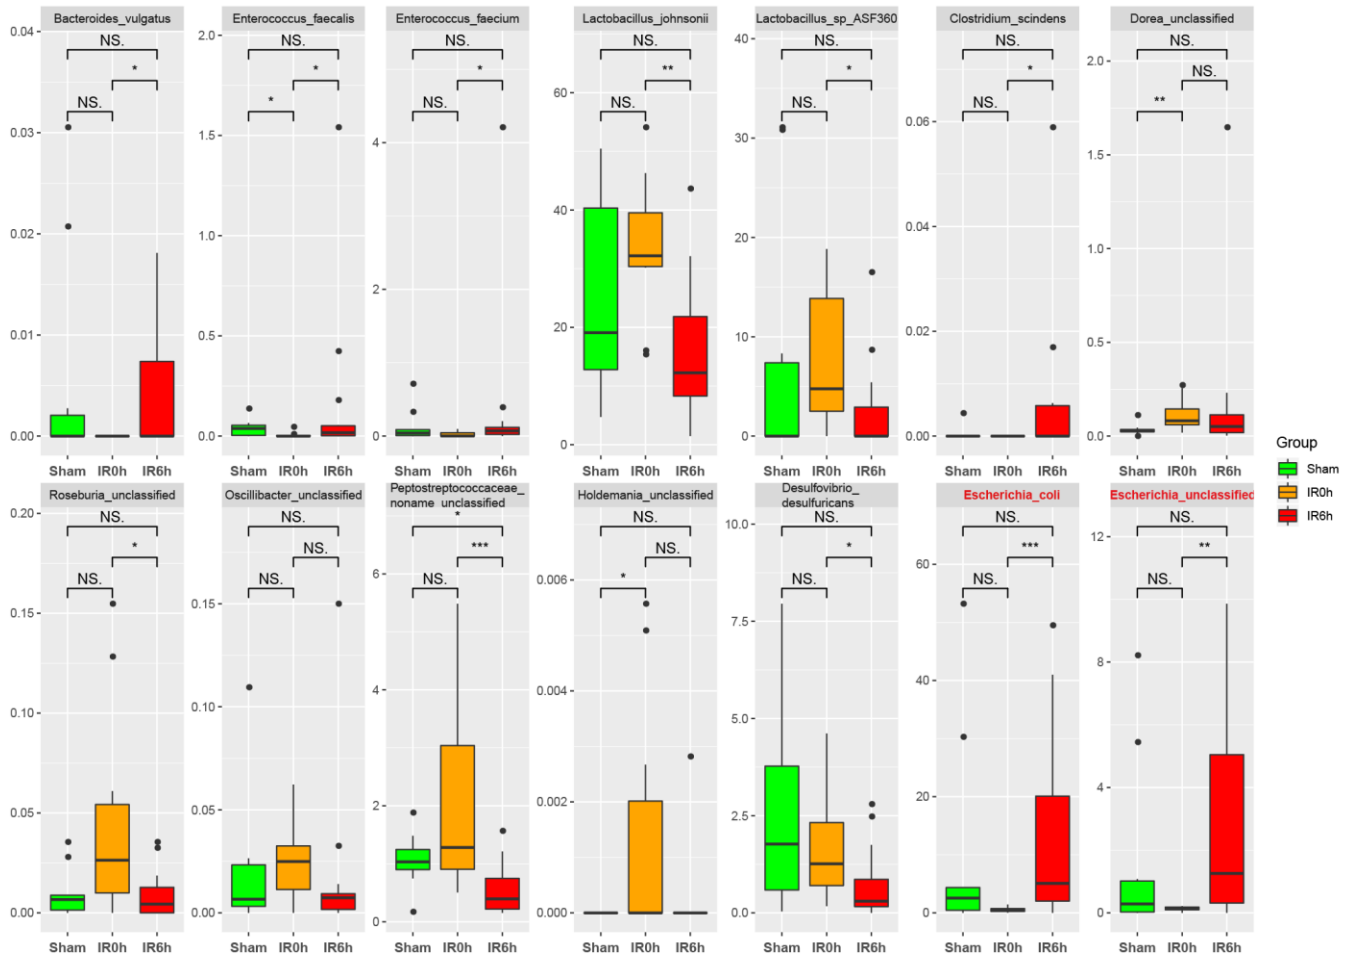 Bacteroides_vulgatus
0.04
0.03
0.02
0.01
0.00
NS.
*
NS.
Sham IR0h IR6h
Enterococcus_faecalis
2.0
1.5
1.0
0.5
0.0
NS.
*
*
Sham IR0h IR6h
Enterococcus_faecium
4
2
0
NS.
*
NS.
Sham IR0h IR6h
Lactobacillus_johnsonii
60
40
20
0
NS.
**
NS.
Sham IR0h IR6h
Lactobacillus_sp_ASF360
40
30
20
10
0
NS.
*
NS.
Sham IR0h IR6h
Clostridium_scindens
0.06
0.04
0.02
0.00
NS.
*
NS.
Sham IR0h IR6h
Dorea_unclassified
2.0
1.5
1.0
0.5
0.0
NS.
NS.
**
Sham IR0h IR6h
Roseburia_unclassified
0.20
0.15
0.10
0.05
0.00
NS.
*
NS.
Sham IR0h IR6h
Oscillibacter_unclassified
0.15
0.10
0.05
0.00
NS.
NS.
NS.
Sham IR0h IR6h
Peptostreptococcaceae_
noname_unclassified
6
4
2
0
*
***
NS.
Sham IR0h IR6h
Holdemania_unclassified
0.006
0.004
0.002
0.000
NS.
NS.
*
Sham IR0h IR6h
Desulfovibrio_
desulfuricans
10.0
7.5
5.0
2.5
0.0
NS.
*
NS.
Sham IR0h IR6h
Escherichia_coli
60
40
20
0
NS.
***
NS.
Sham IR0h IR6h
Escherichia_unclassified
12
8
4
0
NS.
**
NS.
Sham IR0h IR6h
Group
Sham
IR0h
IR6h